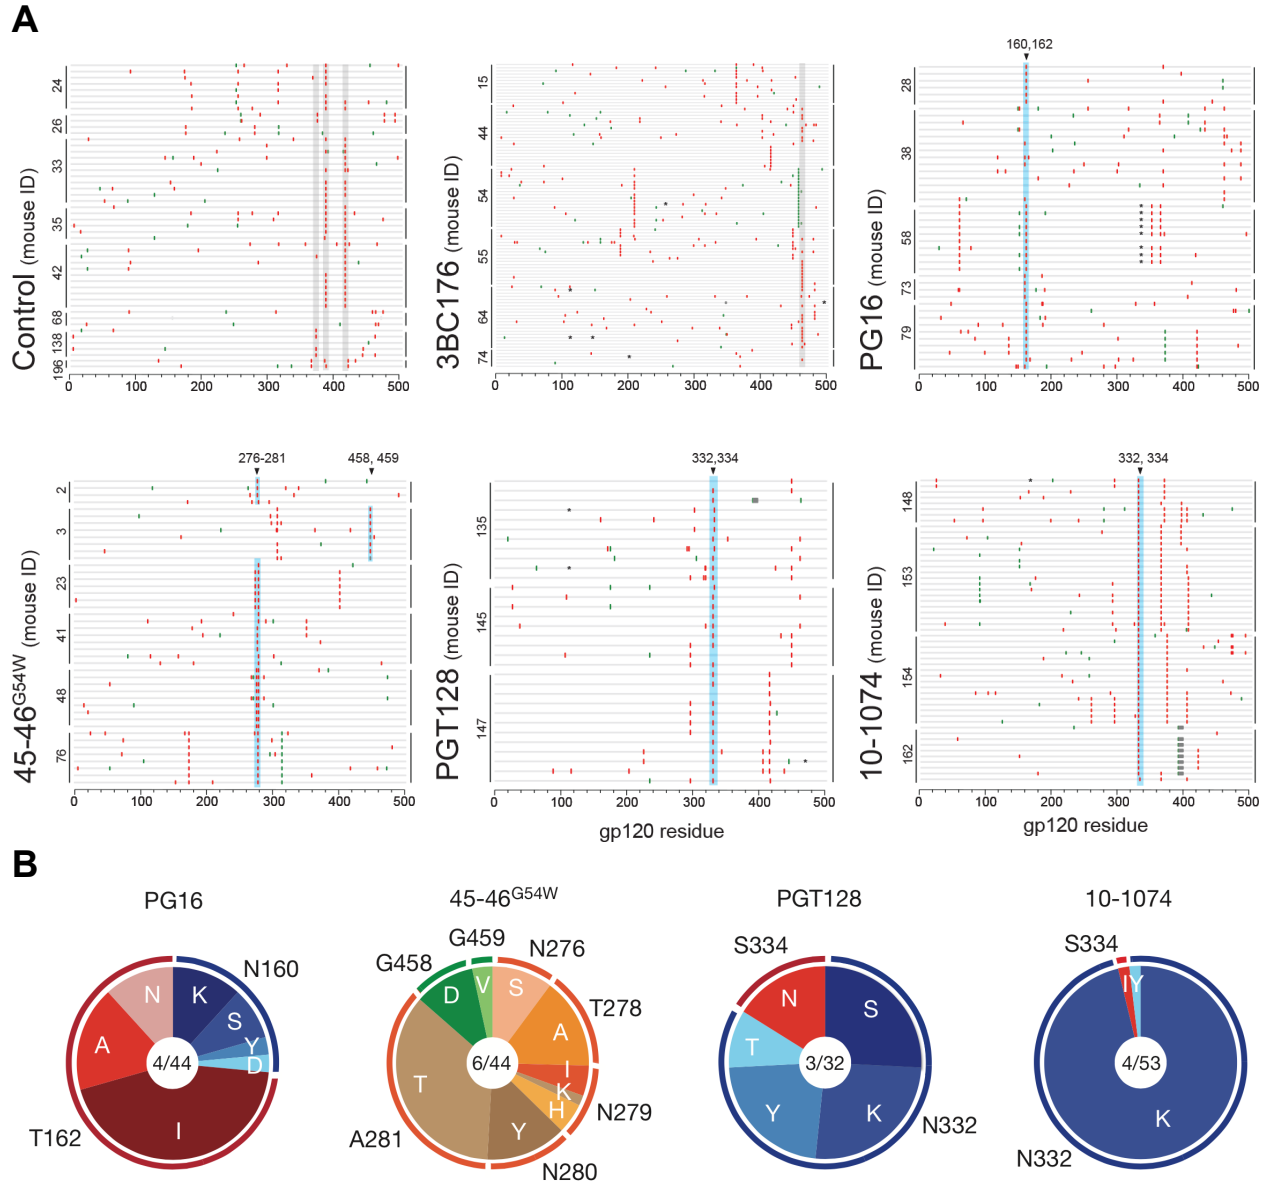 A
160,162
Control (mouse ID)
24
26
33
35
42
68
138
196
0 100 200 300 400 500
3BC176 (mouse ID)
15
44
54
55
64
74
0 100 200 300 400 500
PG16 (mouse ID)
28
38
58
73
79
0 100 200 300 400 500
276-281
458, 459
45-46G54W (mouse ID)
2
3
23
41
48
76
0 100 200 300 400 500
332,334
PGT128 (mouse ID)
135
145
147
0 100 200 300 400 500
gp120 residue
332, 334
10-1074 (mouse ID)
148
153
154
162
0 100 200 300 400 500
gp120 residue
B
PG16
N160
T162
N K S Y D I A
4/44
45-46G54W
G458
G459
N276
T278
N279
N280
A281
D V S A I K H Y T
6/44
PGT128
S334
N332
N S K Y T
3/32
10-1074
S334
N332
I Y K
4/53